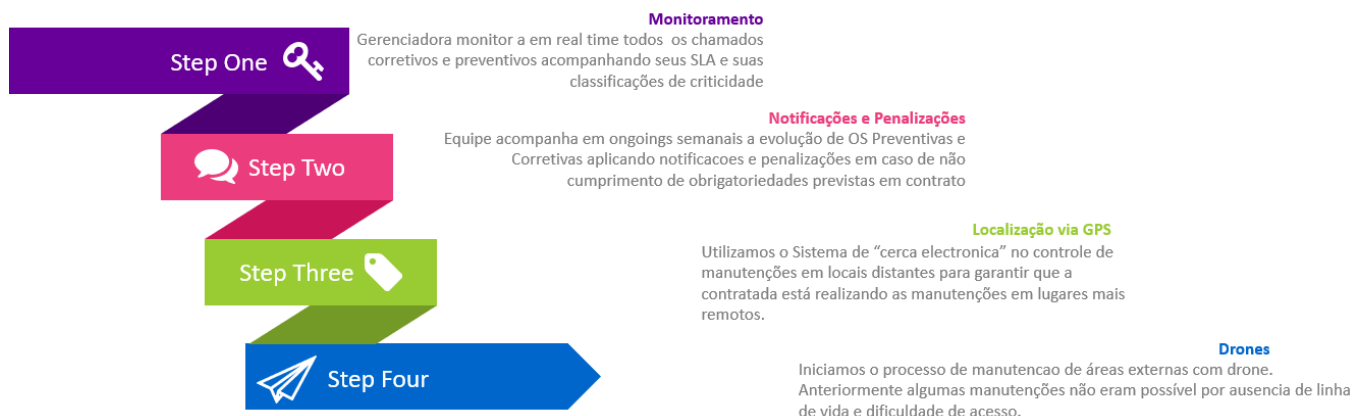 Monitoramento
Step One
Gerenciadora monitor a em real time todos os chamados
corretivos e preventivos acompanhando seus SLA e suas
classificações de criticidade
Notificações e Penalizações
Step Two
Equipe acompanha em ongoings semanais a evolução de OS Preventivas e
Corretivas aplicando notificacoes e penalizações em caso de não
cumprimento de obrigatoriedades previstas em contrato
Localização via GPS
Step Three
Utilizamos o Sistema de “cerca electronica” no controle de
manutenções em locais distantes para garantir que a
contratada está realizando as manutenções em lugares mais
remotos.
Drones
Step Four
Iniciamos o processo de manutencao de áreas externas com drone.
Anteriormente algumas manutenções não eram possível por ausencia de linha
de vida e dificuldade de acesso.